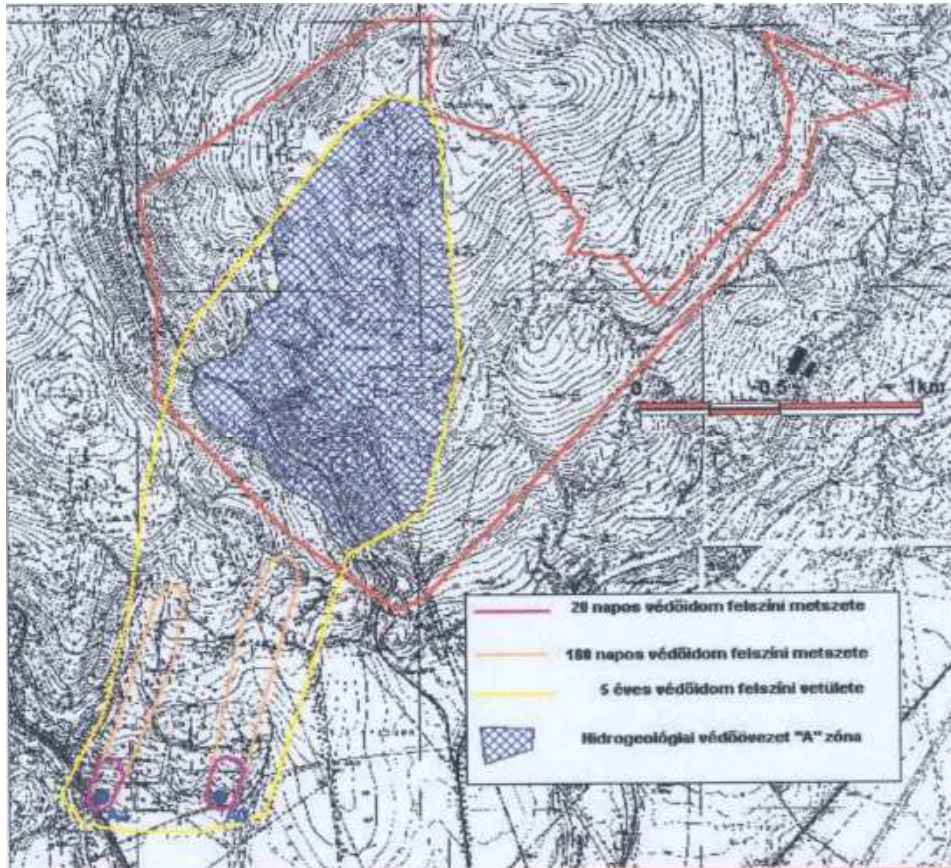 0
0.5
1km
20 napos védőidom felszíni metszete
180 napos védőidom felszíni metszete
5 éves védőidom felszíni vetülete
Hidrogeológiai védőövezet "A" zóna